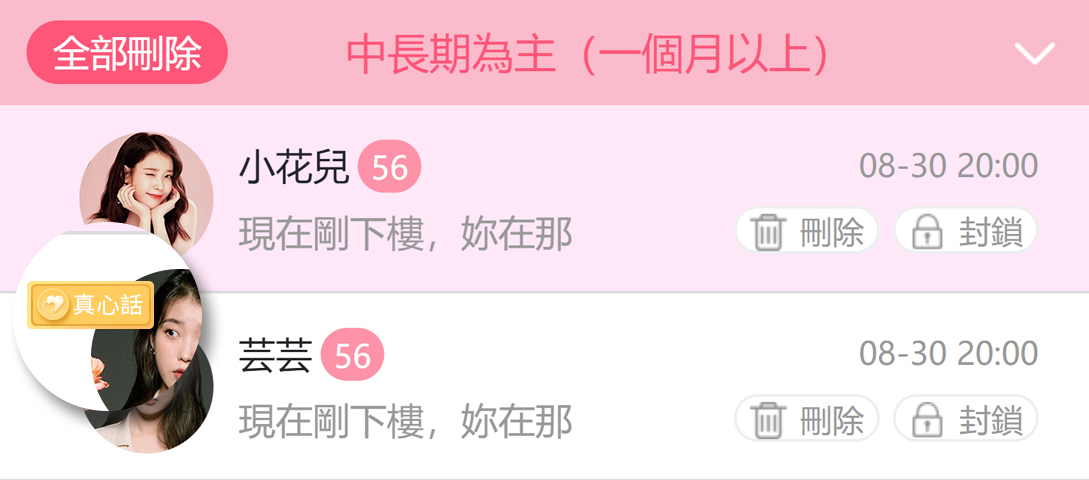 全部刪除
中長期為主（一個月以上）
小花兒 56
08-30 20:00
現在剛下樓，妳在那
刪除
封鎖
真心話
芸芸 56
08-30 20:00
現在剛下樓，妳在那
刪除
封鎖